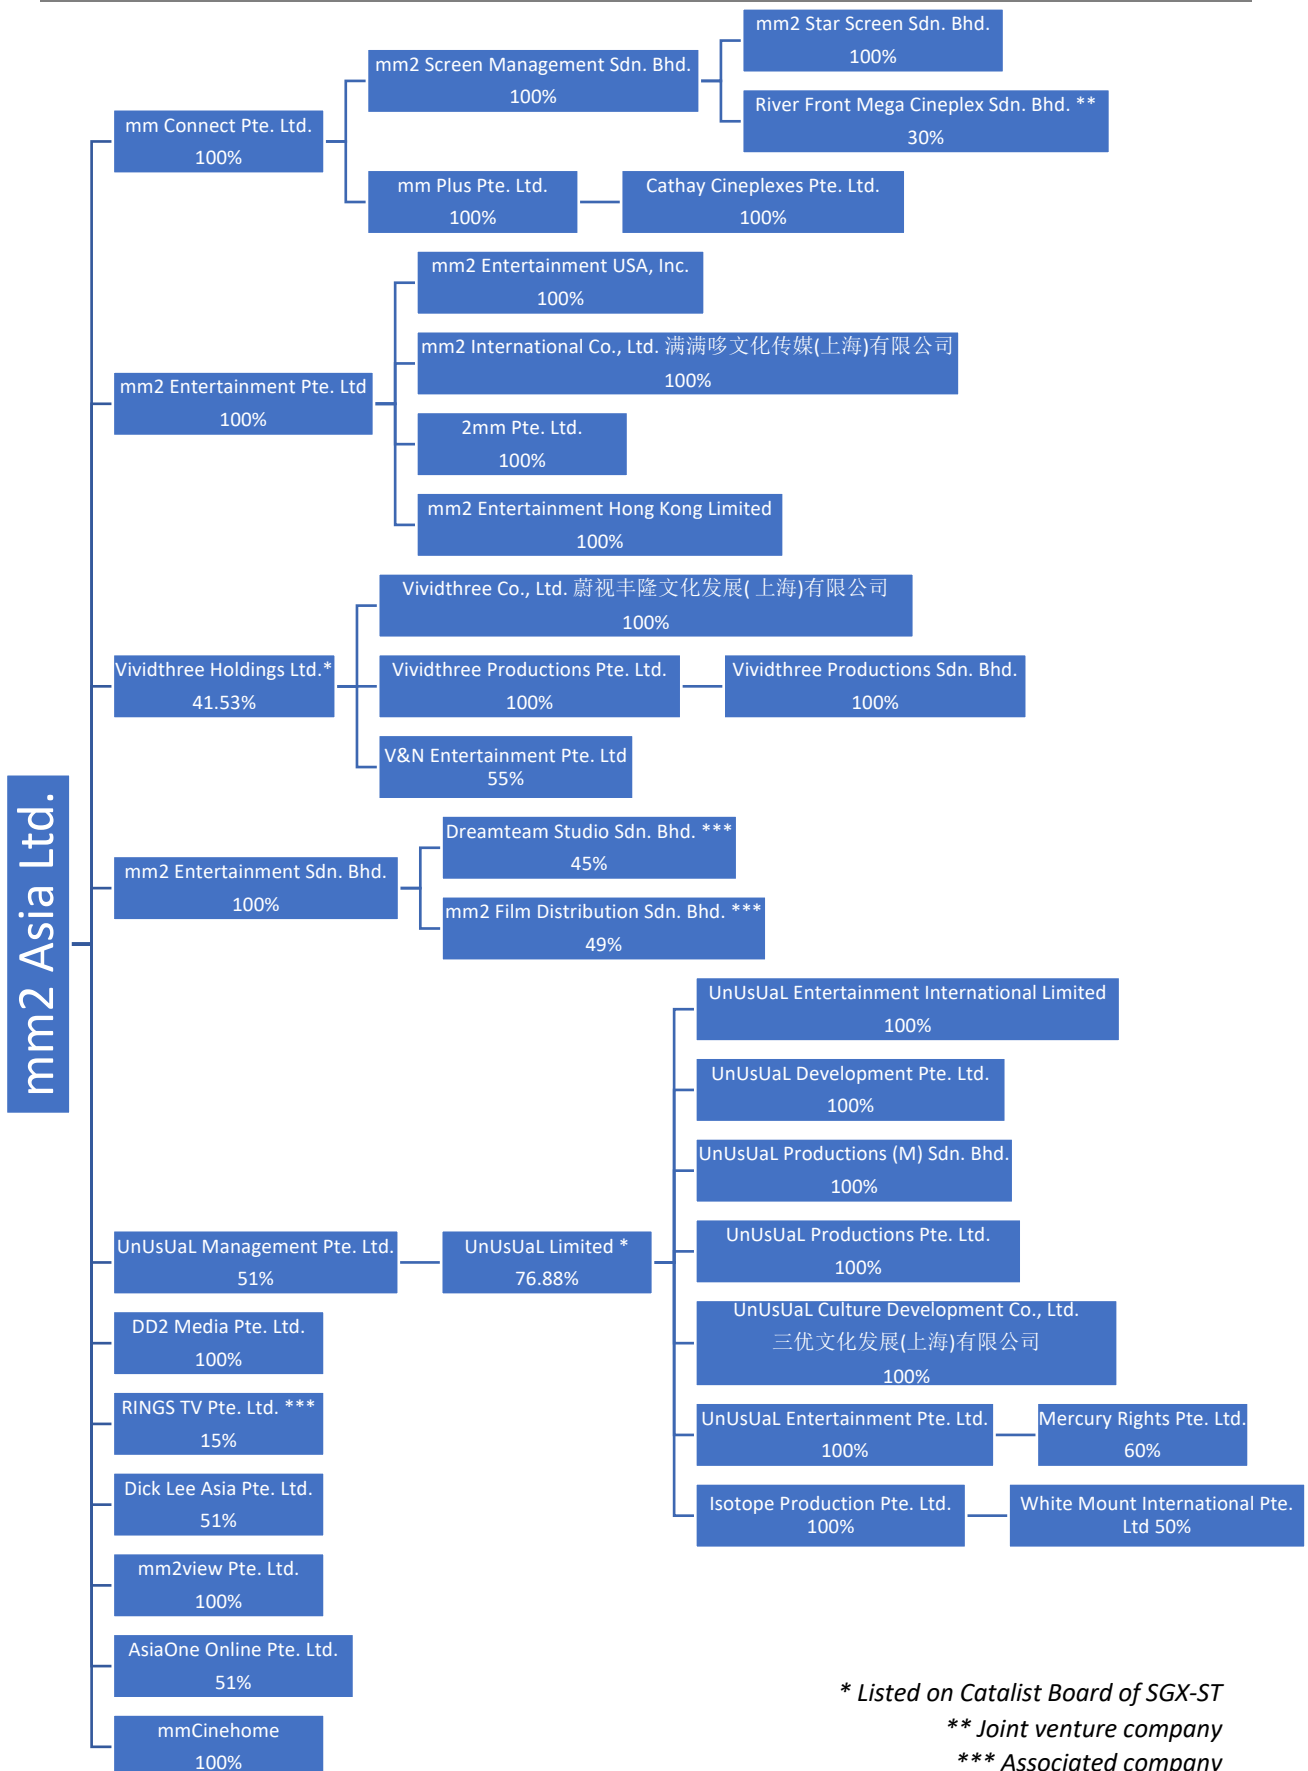 mm2 Asia Ltd.
mm Connect Pte. Ltd.
100%
mm2 Screen Management Sdn. Bhd.
100%
mm2 Star Screen Sdn. Bhd.
100%
River Front Mega Cineplex Sdn. Bhd. **
30%
mm Plus Pte. Ltd.
100%
Cathay Cineplexes Pte. Ltd.
100%
mm2 Entertainment Pte. Ltd
100%
mm2 Entertainment USA, Inc.
100%
mm2 International Co., Ltd. 满满哆文化传媒(上海)有限公司
100%
2mm Pte. Ltd.
100%
mm2 Entertainment Hong Kong Limited
100%
Vividthree Holdings Ltd.*
41.53%
Vividthree Co., Ltd. 蔚视丰隆文化发展( 上海)有限公司
100%
Vividthree Productions Pte. Ltd.
100%
Vividthree Productions Sdn. Bhd.
100%
V&N Entertainment Pte. Ltd
55%
mm2 Entertainment Sdn. Bhd.
100%
Dreamteam Studio Sdn. Bhd. ***
45%
mm2 Film Distribution Sdn. Bhd. ***
49%
UnUsUaL Management Pte. Ltd.
51%
UnUsUaL Limited *
76.88%
UnUsUaL Entertainment International Limited
100%
UnUsUaL Development Pte. Ltd.
100%
UnUsUaL Productions (M) Sdn. Bhd.
100%
UnUsUaL Productions Pte. Ltd.
100%
UnUsUaL Culture Development Co., Ltd.
三优文化发展(上海)有限公司
100%
UnUsUaL Entertainment Pte. Ltd.
100%
Mercury Rights Pte. Ltd.
60%
Isotope Production Pte. Ltd.
100%
White Mount International Pte.
Ltd 50%
DD2 Media Pte. Ltd.
100%
RINGS TV Pte. Ltd. ***
15%
Dick Lee Asia Pte. Ltd.
51%
mm2view Pte. Ltd.
100%
AsiaOne Online Pte. Ltd.
51%
mmCinehome
100%
* Listed on Catalist Board of SGX-ST
** Joint venture company
*** Associated company